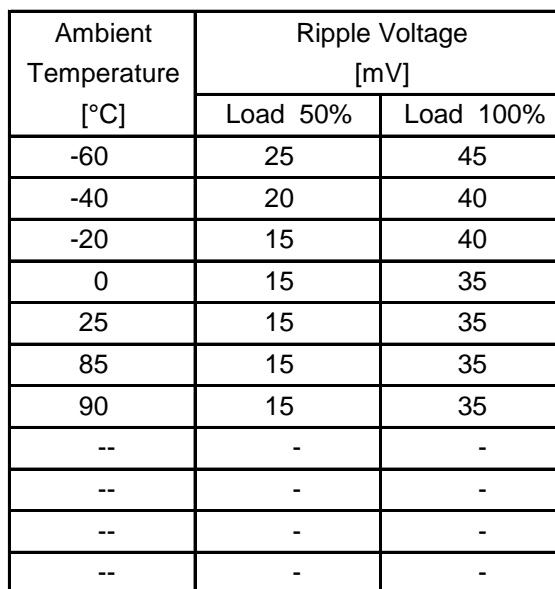 Ambient Temperature [°C] Ripple Voltage [mV]
Load 50% Load 100%
-60 25 45
-40 20 40
-20 15 40
0 15 35
25 15 35
85 15 35
90 15 35
-- - -
-- - -
-- - -
-- - -